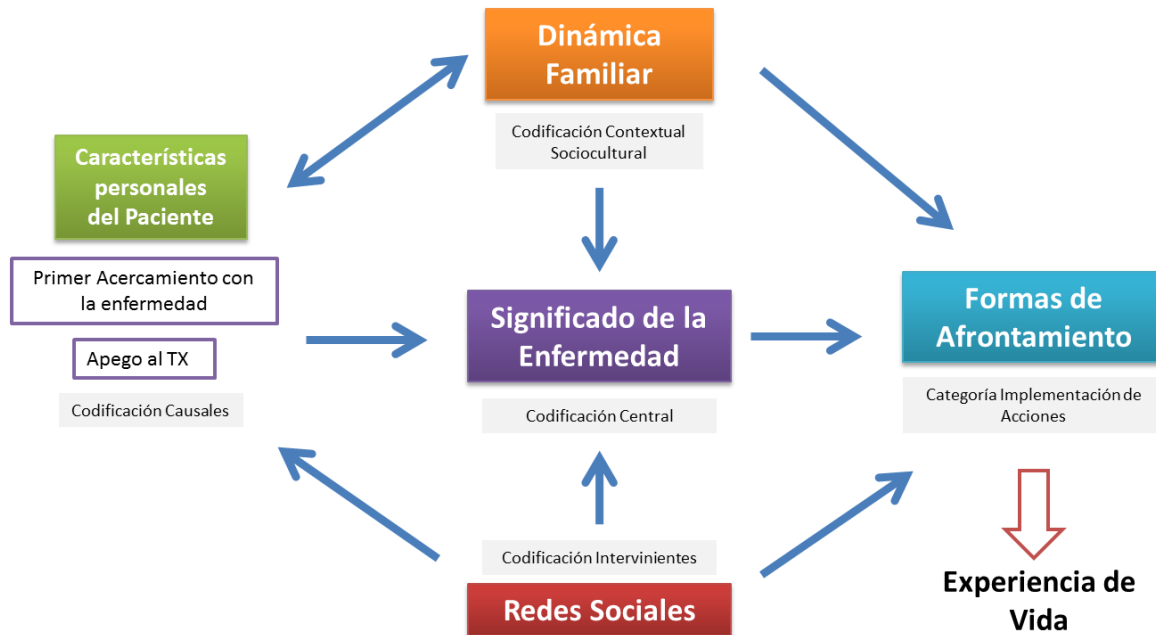 Dinámica
Familiar
Codificación Contextual
Sociocultural
Características
personales
del Paciente
Primer Acercamiento con
la enfermedad
Apego al TX
Codificación Causales
Significado de la
Enfermedad
Codificación Central
Formas de
Afrontamiento
Categoría Implementación de
Acciones
Codificación Intervinientes
Redes Sociales
Experiencia de
Vida